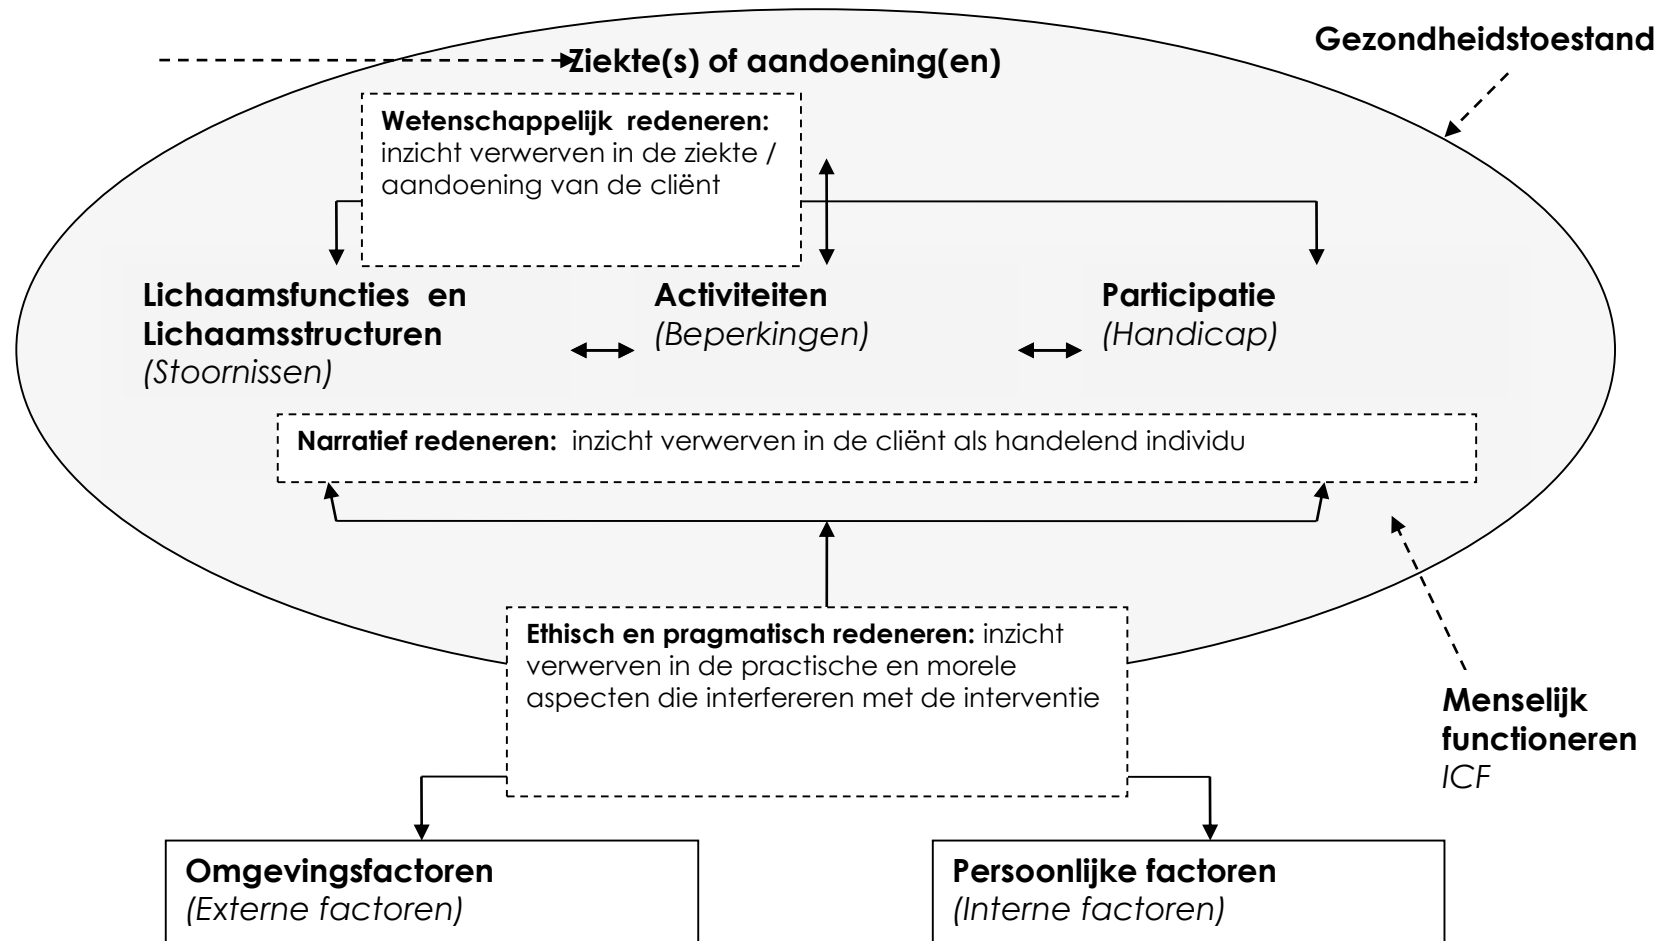 Gezondheidstoestand
Ziekte(s) of aandoening(en)
Wetenschappelijk redeneren:
inzicht verwerven in de ziekte /
aandoening van de cliënt
Lichaamsfuncties en
Lichaamsstructuren
(Stoornissen)
Activiteiten
(Beperkingen)
Participatie
(Handicap)
Narratief redeneren: inzicht verwerven in de cliënt als handelend individu
Ethisch en pragmatisch redeneren: inzicht
verwerven in de practische en morele
aspecten die interfereren met de interventie
Menselijk
functioneren
ICF
Omgevingsfactoren
(Externe factoren)
Persoonlijke factoren
(Interne factoren)